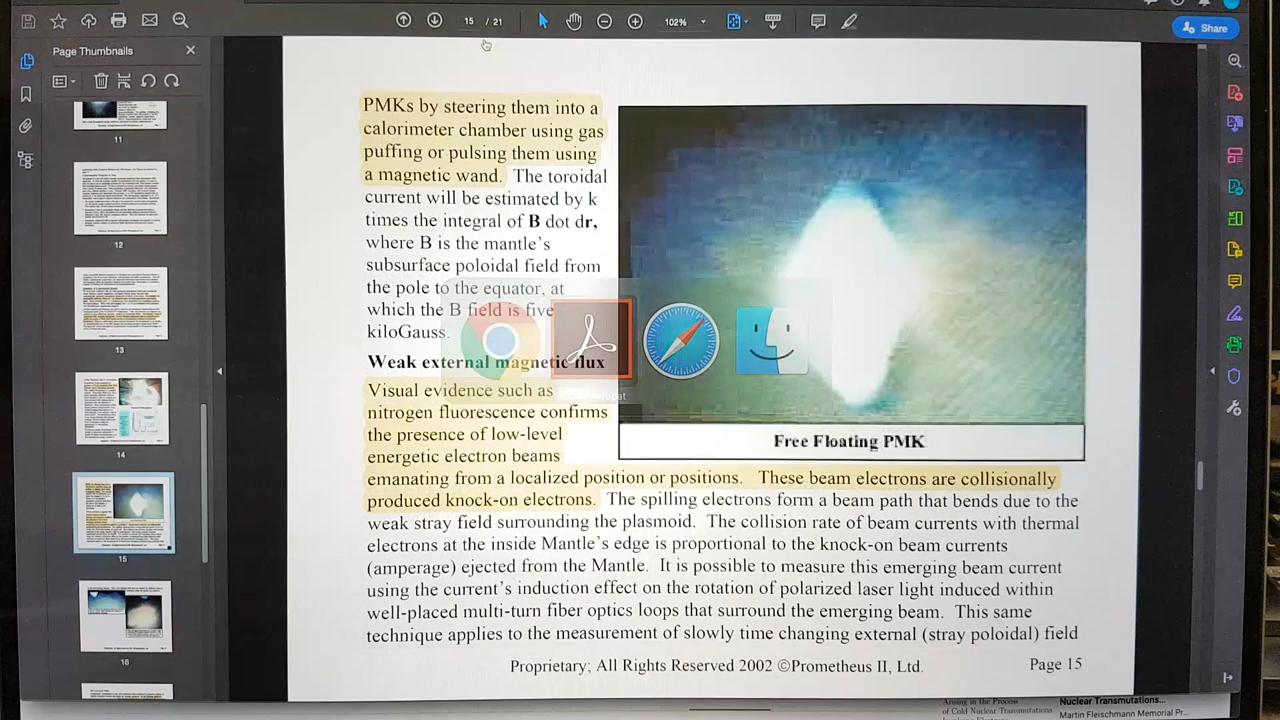 15 / 21
102%
Share
Page Thumbnails
11
12
13
14
15
16
PMKs by steering them into a
calorimeter chamber using gas
puffing or pulsing them using
a magnetic wand. The toroidal
current will be estimated by k
times the integral of B dot dr,
where B is the mantle's
subsurface poloidal field from
the pole to the equator, at
which the B field is
kiloGauss.
Weak external magnetic flux
Visual evidence such as
nitrogen fluorescence confirms
the presence of low-level
energetic electron beams
emanating from a localized position or positions. These beam electrons are collisionally
produced knock-on electrons. The spilling electrons form a beam path that bends due to the
weak stray field surrounding the plasmoid. The collisionality of beam currents with thermal
electrons at the inside mantle's edge is proportional to the knock-on beam currents
(amperage) ejected from the Mantle. It is possible to measure this emerging beam current
using the current's induction effect on the rotation of polarized laser light induced within
well-placed multi-turn fiber optics loops that surround the emerging beam. This same
technique applies to the measurement of slowly time changing external (stray poloidal) field
Free Floating PMK
Proprietary; All Rights Reserved 2002 ©Prometheus II, Ltd.
Page 15
Arising in the Process
of Cold Nuclear Transmutations
Nuclear Transmutations...
Martin Fleischmann Memorial Pr...